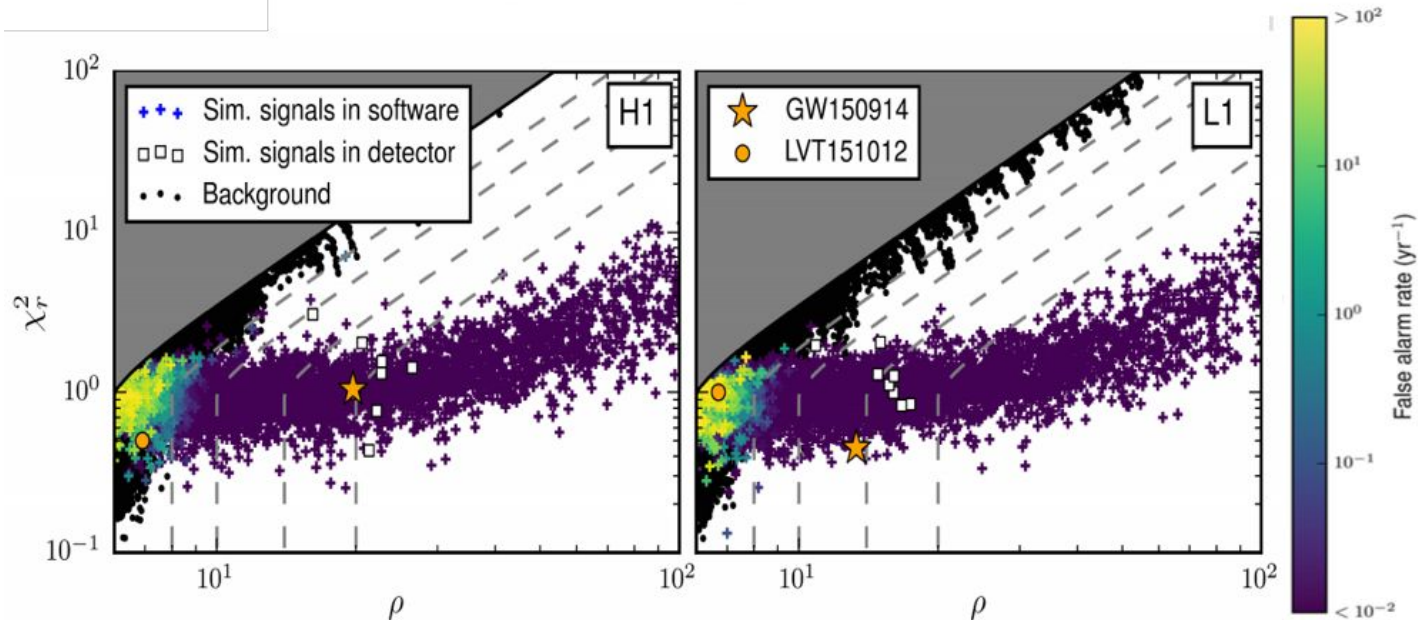 > 10²
10²
Sim. signals in software
Sim. signals in detector
Background
H1
GW150914
LVT151012
L1
10¹
10¹
χ²ᵣ
10⁰
10⁰
False alarm rate (yr⁻¹)
10⁻¹
10⁻¹
< 10⁻²
10¹
10²
10¹
10²
ρ
ρ